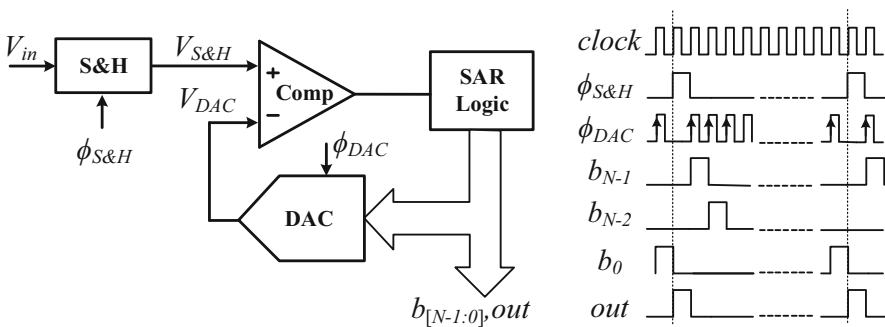 V_in
S&H
V_S&H
V_DAC
ϕ_S&H
+
−
Comp
SAR
Logic
ϕ_DAC
DAC
b_[N-1:0],out
clock
ϕ_S&H
ϕ_DAC
b_N-1
b_N-2
b_0
out